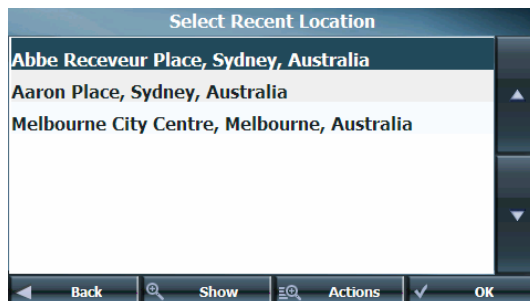 Select Recent Location
Abbe Receveur Place, Sydney, Australia
Aaron Place, Sydney, Australia
Melbourne City Centre, Melbourne, Australia
Back Show Actions OK